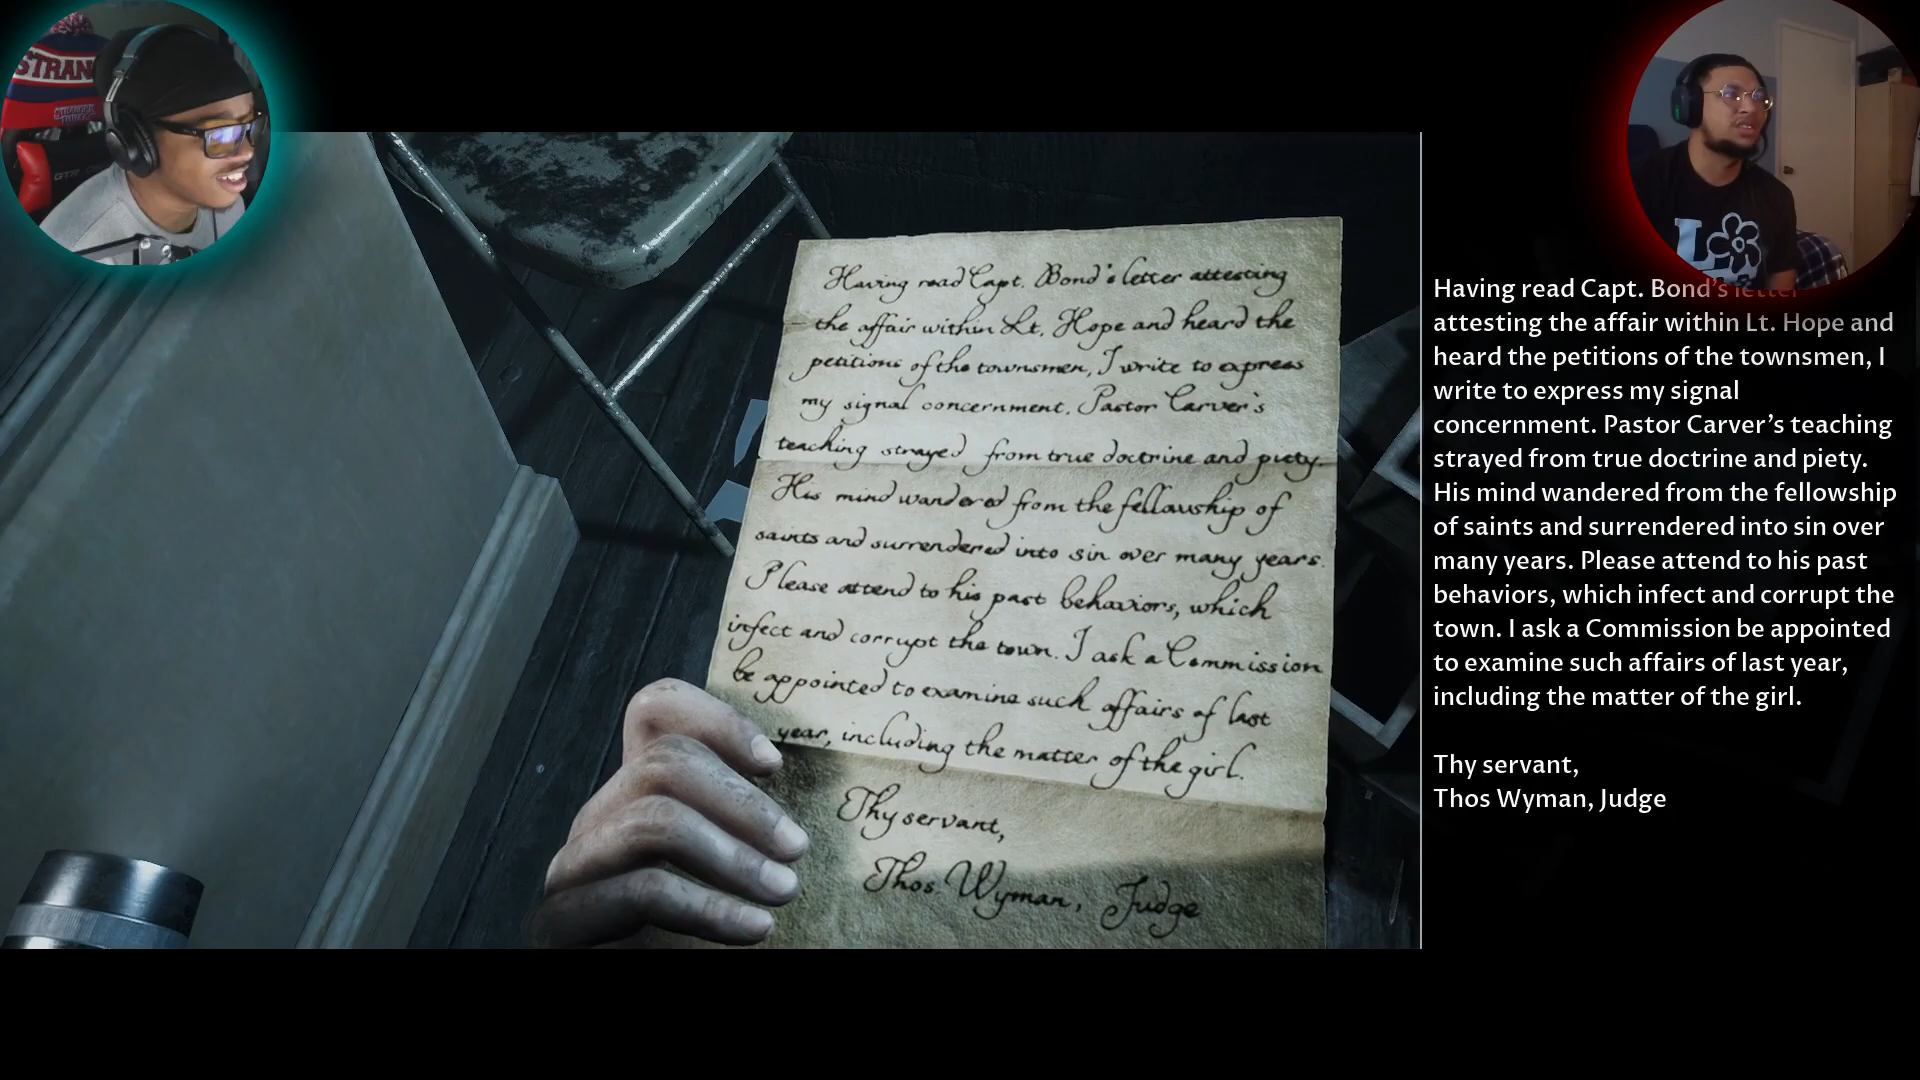 STRAN
Having read Capt. Bond's letter attesting
the affair within Lt. Hope and heard the
petitions of the townsmen, I write to express
my signal concernment. Pastor Carver's
teaching strayed from true doctrine and piety.
His mind wandered from the fellowship of
saints and surrendered into sin over many years.
Please attend to his past behaviors, which
infect and corrupt the town. I ask a Commission
be appointed to examine such affairs of last
year, including the matter of the girl.
Thy servant,
Thos. Wyman, Judge
Having read Capt. Bond's letter
attesting the affair within Lt. Hope and
heard the petitions of the townsmen, I
write to express my signal
concernment. Pastor Carver's teaching
strayed from true doctrine and piety.
His mind wandered from the fellowship
of saints and surrendered into sin over
many years. Please attend to his past
behaviors, which infect and corrupt the
town. I ask a Commission be appointed
to examine such affairs of last year,
including the matter of the girl.
Thy servant,
Thos Wyman, Judge